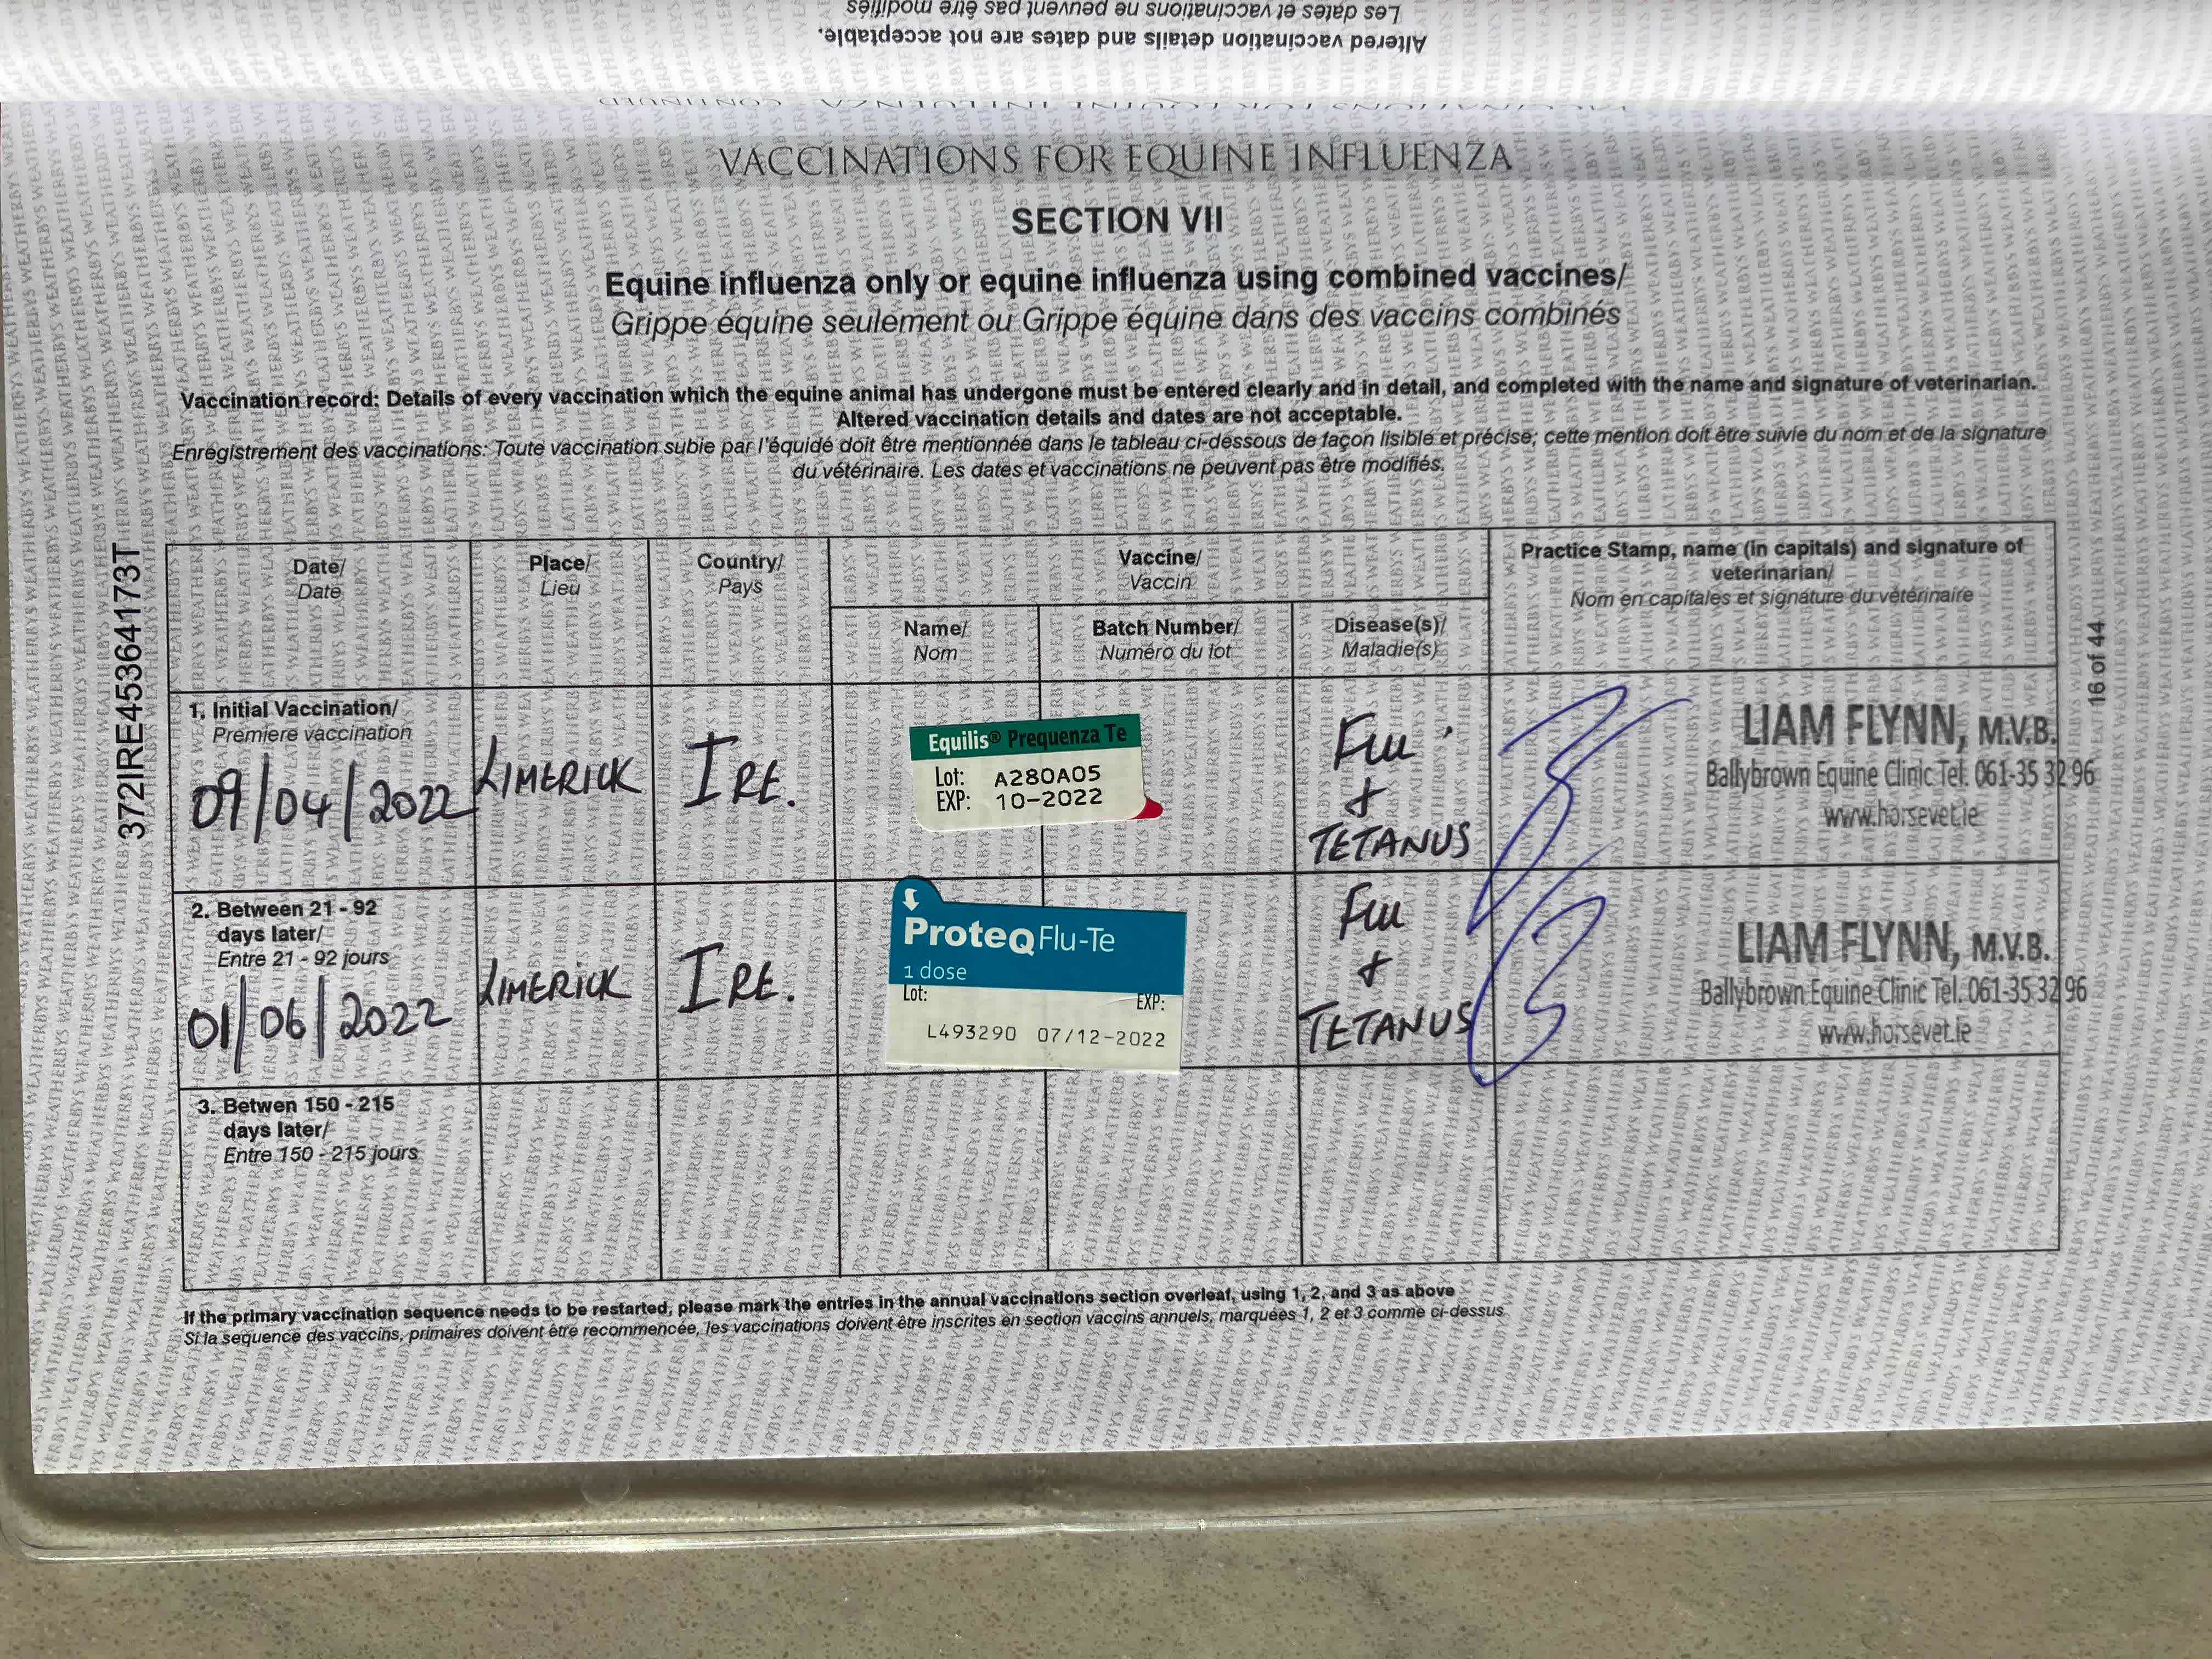 Les dates et vaccinations ne peuvent pas être modifiés
Altered vaccination details and dates are not acceptable.
VACCINATIONS FOR EQUINE INFLUENZA
SECTION VII
Equine influenza only or equine influenza using combined vaccines/
Grippe équine seulement ou Grippe équine dans des vaccins combinés
Vaccination record: Details of every vaccination which the equine animal has undergone must be entered clearly and in detail, and completed with the name and signature of veterinarian.
Altered vaccination details and dates are not acceptable.
Enregistrement des vaccinations: Toute vaccination subie par l'équidé doit être mentionnée dans le tableau ci-dessous de façon lisible et précise; cette mention doit être suivie du nom et de la signature
du vétérinaire. Les dates et vaccinations ne peuvent pas être modifiés.
372IRE45364173T
16 of 44
Date/
Date
Place/
Lieu
Country/
Pays
Vaccine/
Vaccin
Name/
Nom
Batch Number/
Numéro du lot
Disease(s)/
Maladie(s)
Practice Stamp, name (in capitals) and signature of
veterinarian/
Nom en capitales et signature du vétérinaire
1. Initial Vaccination/
Premiere vaccination
09/04/2022
LIMERICK
IRE.
Equilis® Prequenza Te
Lot: A280A05
EXP: 10-2022
Flu
+
TETANUS
LIAM FLYNN, M.V.B.
Ballybrown Equine Clinic Tel. 061-35 32 96
www.horsevet.ie
2. Between 21 - 92
days later/
Entre 21 - 92 jours
01/06/2022
LIMERICK
IRE.
ProteqFlu-Te
1 dose
Lot: EXP:
L493290 07/12-2022
Flu
+
TETANUS
LIAM FLYNN, M.V.B.
Ballybrown Equine Clinic Tel. 061-35 32 96
www.horsevet.ie
3. Betwen 150 - 215
days later/
Entre 150 - 215 jours
If the primary vaccination sequence needs to be restarted, please mark the entries in the annual vaccinations section overleaf, using 1, 2, and 3 as above
Si la sequence des vaccins, primaires doivent être recommencée, les vaccinations doivent être inscrites en section vaccins annuels, marquées 1, 2 et 3 comme ci-dessus